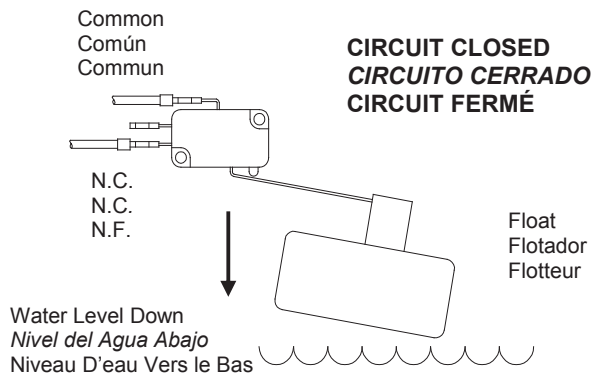 Common
Común
Commun
CIRCUIT CLOSED
CIRCUITO CERRADO
CIRCUIT FERMÉ
N.C.
N.C.
N.F.
Float
Flotador
Flotteur
Water Level Down
Nivel del Agua Abajo
Niveau D'eau Vers le Bas